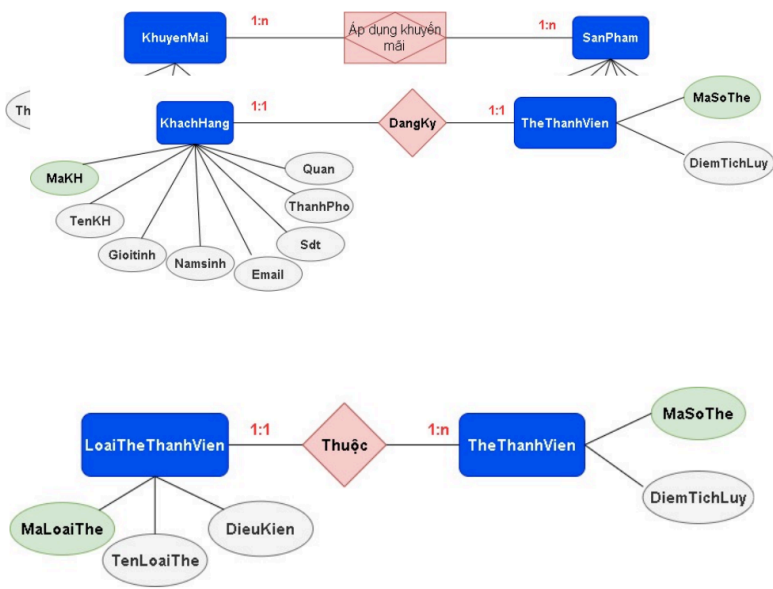 KhuyenMai
1:n
Áp dụng khuyến
mãi
1:n
SanPham
Th
KhachHang
1:1
DangKy
1:1
TheThanhVien
MaSoThe
DiemTichLuy
MaKH
TenKH
Gioitinh
Namsinh
Email
Sdt
ThanhPho
Quan
LoaiTheThanhVien
1:1
Thuộc
1:n
TheThanhVien
MaSoThe
DiemTichLuy
MaLoaiThe
TenLoaiThe
DieuKien